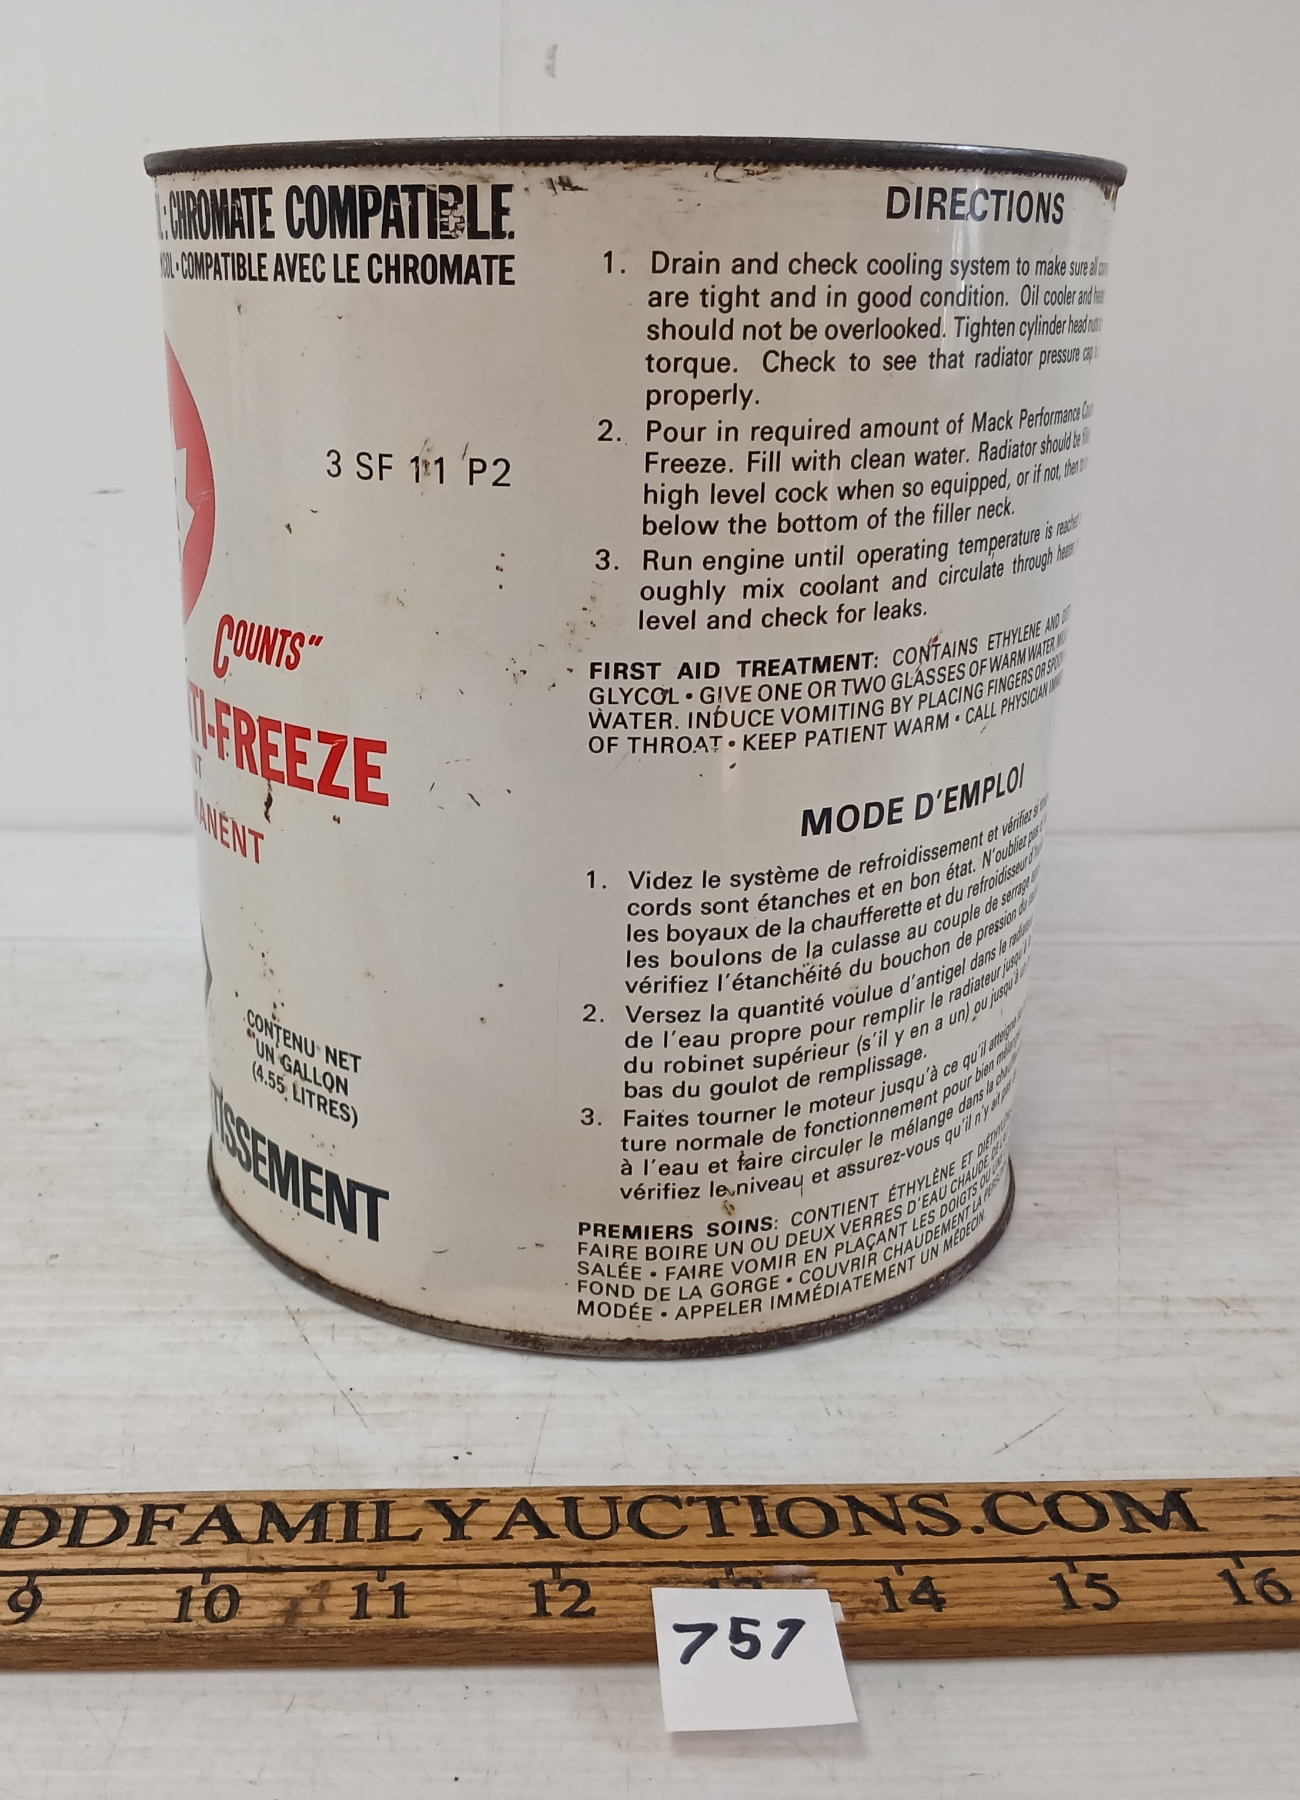 CHROMATE COMPATIBLE.
COMPATIBLE AVEC LE CHROMATE
3 SF 11 P2
COUNTS"
TI-FREEZE
MANENT
CONTENU NET
UN GALLON
(4.55 LITRES)
TISSEMENT
DIRECTIONS
1. Drain and check cooling system to make sure all
are tight and in good condition. Oil cooler and
should not be overlooked. Tighten cylinder head
torque. Check to see that radiator pressure cap
properly.
2. Pour in required amount of Mack Performance
Freeze. Fill with clean water. Radiator should be
high level cock when so equipped, or if not, then
below the bottom of the filler neck.
3. Run engine until operating temperature is
oughly mix coolant and circulate through
level and check for leaks.
FIRST AID TREATMENT: CONTAINS ETHYLENE AND
GLYCOL • GIVE ONE OR TWO GLASSES OF WARM WATER
WATER. INDUCE VOMITING BY PLACING FINGERS OR
OF THROAT • KEEP PATIENT WARM • CALL PHYSICIAN
MODE D'EMPLOI
1. Videz le système de refroidissement et vérifiez si
cords sont étanches et en bon état. N'oubliez pas
les boyaux de la chaufferette et du refroidisseur
les boulons de la culasse au couple de serrage
vérifiez l'étanchéité du bouchon de pression du
2. Versez la quantité voulue d'antigel dans le
de l'eau propre pour remplir le radiateur jusqu'à
du robinet supérieur (s'il y en a un) ou jusqu'à
bas du goulot de remplissage.
3. Faites tourner le moteur jusqu'à ce qu'il atteigne
ture normale de fonctionnement pour bien
à l'eau et faire circuler le mélange dans la
vérifiez le niveau et assurez-vous qu'il n'y ait
PREMIERS SOINS: CONTIENT ÉTHYLÈNE ET
FAIRE BOIRE UN OU DEUX VERRES D'EAU CHAUDE,
SALÉE • FAIRE VOMIR EN PLAÇANT LES DOIGTS OU
FOND DE LA GORGE • COUVRIR CHAUDEMENT LA
MODÉE • APPELER IMMÉDIATEMENT UN MÉDECIN.
DDFAMILYAUCTIONS.COM
9 10 11 12 13 14 15 16
757